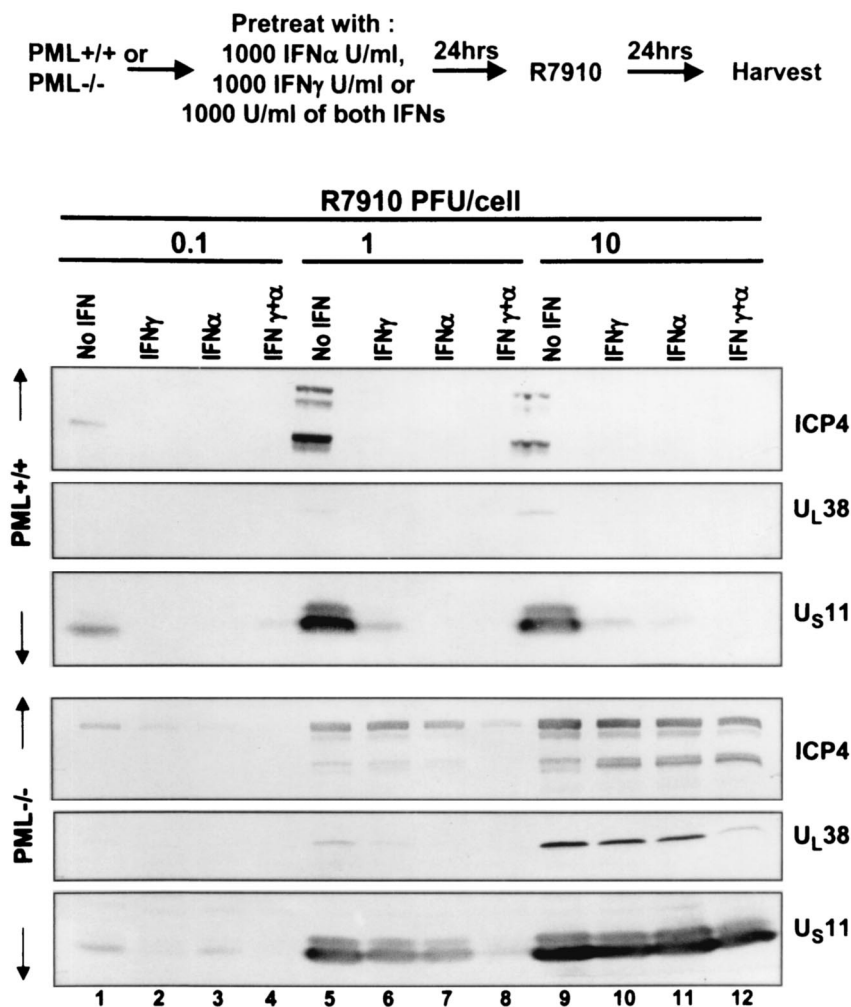 Pretreat with :
PML+/+ or
PML-/-
1000 IFNα U/ml,
1000 IFNγ U/ml or
1000 U/ml of both IFNs
24hrs
R7910
24hrs
Harvest
R7910 PFU/cell
0.1 1 10
No IFN IFNγ IFNα IFN γ+α No IFN IFNγ IFNα IFN γ+α No IFN IFNγ IFNα IFN γ+α
PML+/+
ICP4
UL38
US11
PML-/-
ICP4
UL38
US11
1 2 3 4 5 6 7 8 9 10 11 12